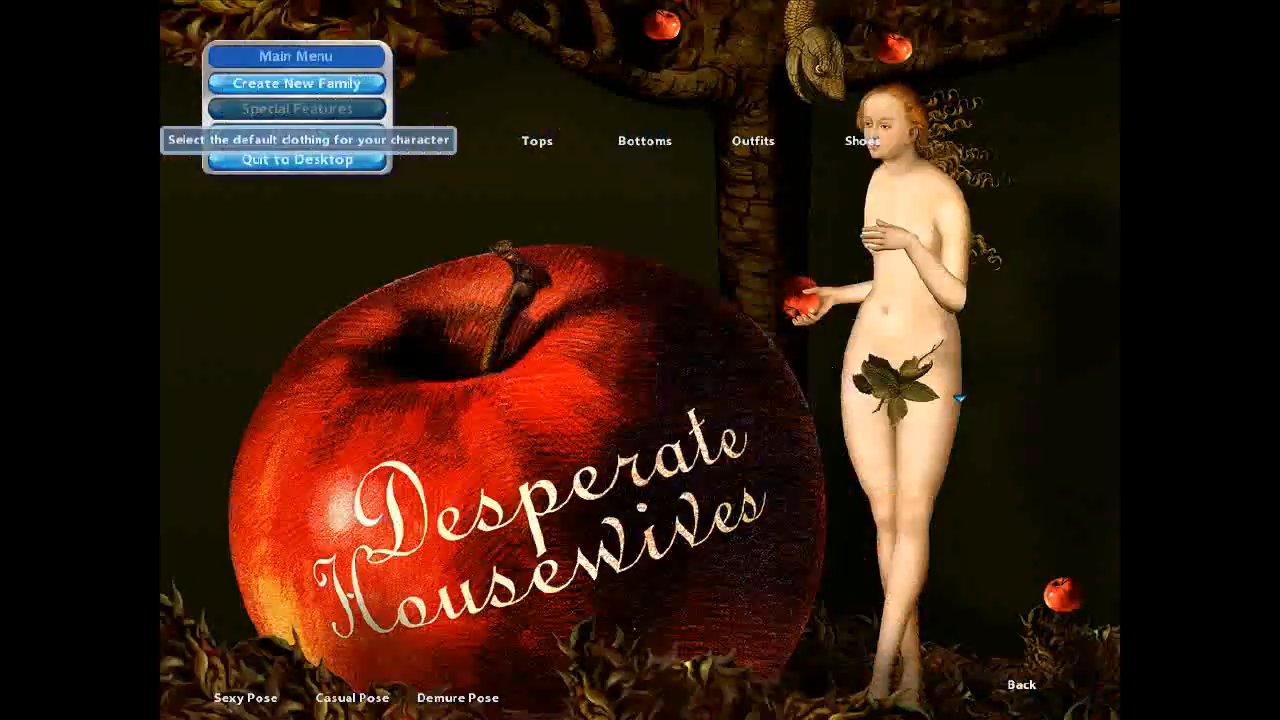 Main Menu
Create New Family
Special Features
Select the default clothing for your character
Quit to Desktop
Tops Bottoms Outfits Shoes
Desperate
Housewives
Sexy Pose Casual Pose Demure Pose
Back